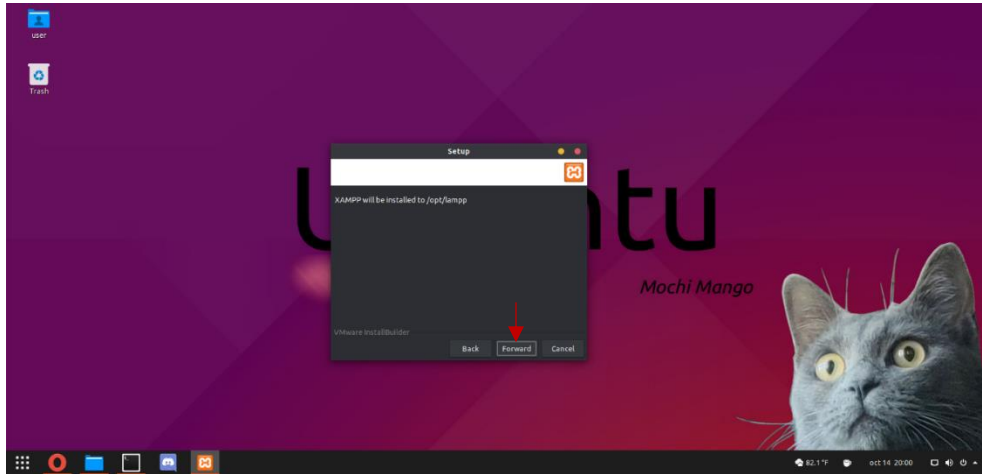 user
Trash
Setup
XAMPP will be installed to /opt/lampp
VMware InstallBuilder
Back Forward Cancel
U ntu
Mochi Mango
82.1 °F oct 14 20:00